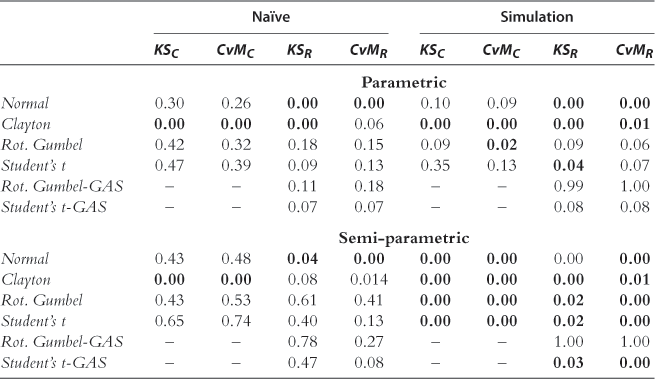 Naïve Simulation
KS_C CvM_C KS_R CvM_R KS_C CvM_C KS_R CvM_R
Parametric
Normal 0.30 0.26 0.00 0.00 0.10 0.09 0.00 0.00
Clayton 0.00 0.00 0.00 0.06 0.00 0.00 0.00 0.01
Rot. Gumbel 0.42 0.32 0.18 0.15 0.09 0.02 0.09 0.06
Student's t 0.47 0.39 0.09 0.13 0.35 0.13 0.04 0.07
Rot. Gumbel-GAS – – 0.11 0.18 – – 0.99 1.00
Student's t-GAS – – 0.07 0.07 – – 0.08 0.08
Semi-parametric
Normal 0.43 0.48 0.04 0.00 0.00 0.00 0.00 0.00
Clayton 0.00 0.00 0.08 0.014 0.00 0.00 0.00 0.01
Rot. Gumbel 0.43 0.53 0.61 0.41 0.00 0.00 0.02 0.00
Student's t 0.65 0.74 0.40 0.13 0.00 0.00 0.02 0.00
Rot. Gumbel-GAS – – 0.78 0.27 – – 1.00 1.00
Student's t-GAS – – 0.47 0.08 – – 0.03 0.00